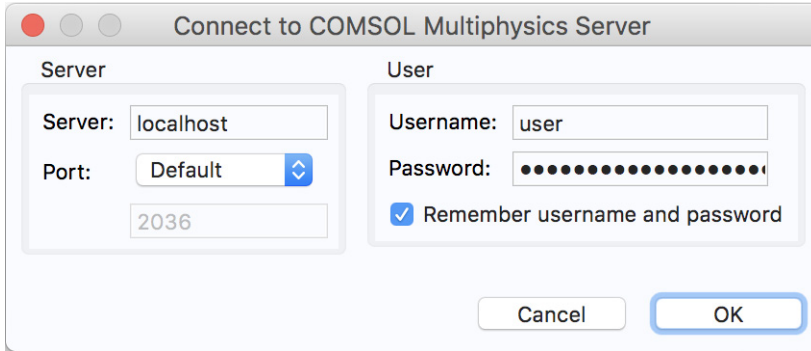 Connect to COMSOL Multiphysics Server
Server
Server: localhost
Port: Default
2036
User
Username: user
Password: ●●●●●●●●●●●●●●●●●●●
Remember username and password
Cancel
OK